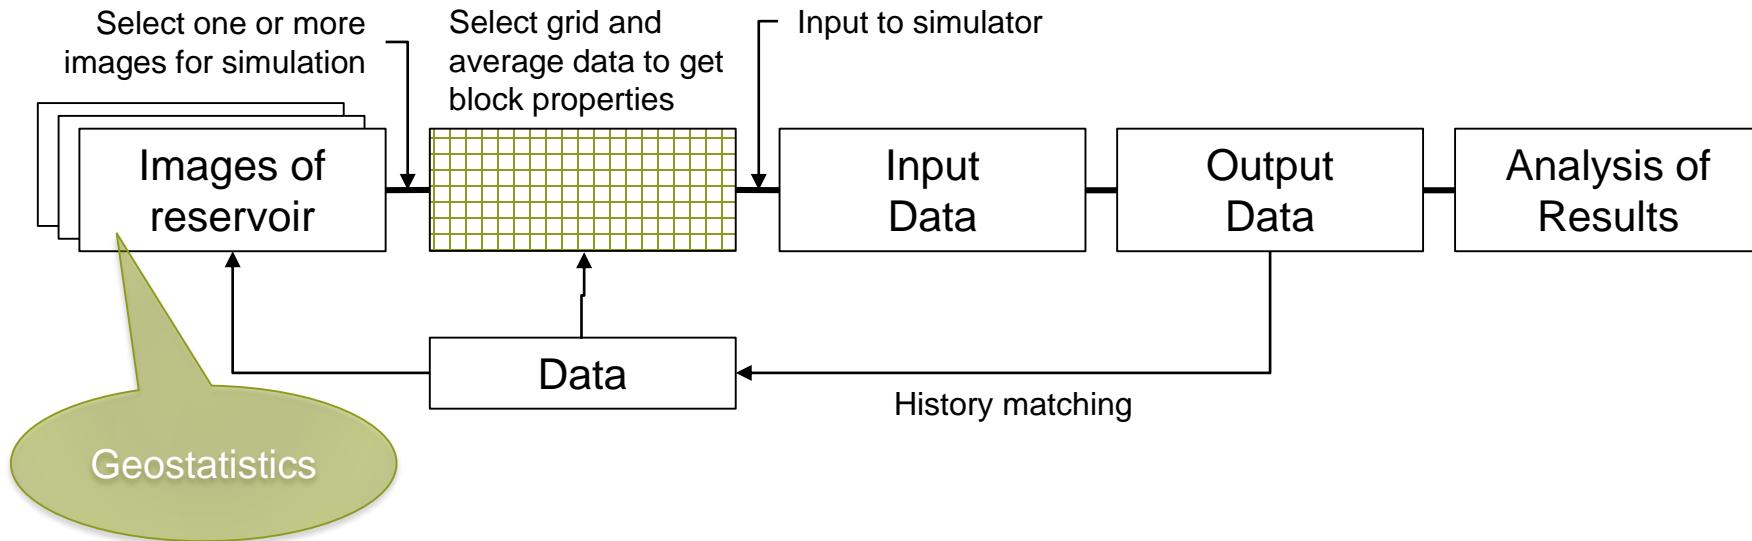 Select one or more
images for simulation
Select grid and
average data to get
block properties
Input to simulator
Images of
reservoir
Input
Data
Output
Data
Analysis of
Results
Data
History matching
Geostatistics